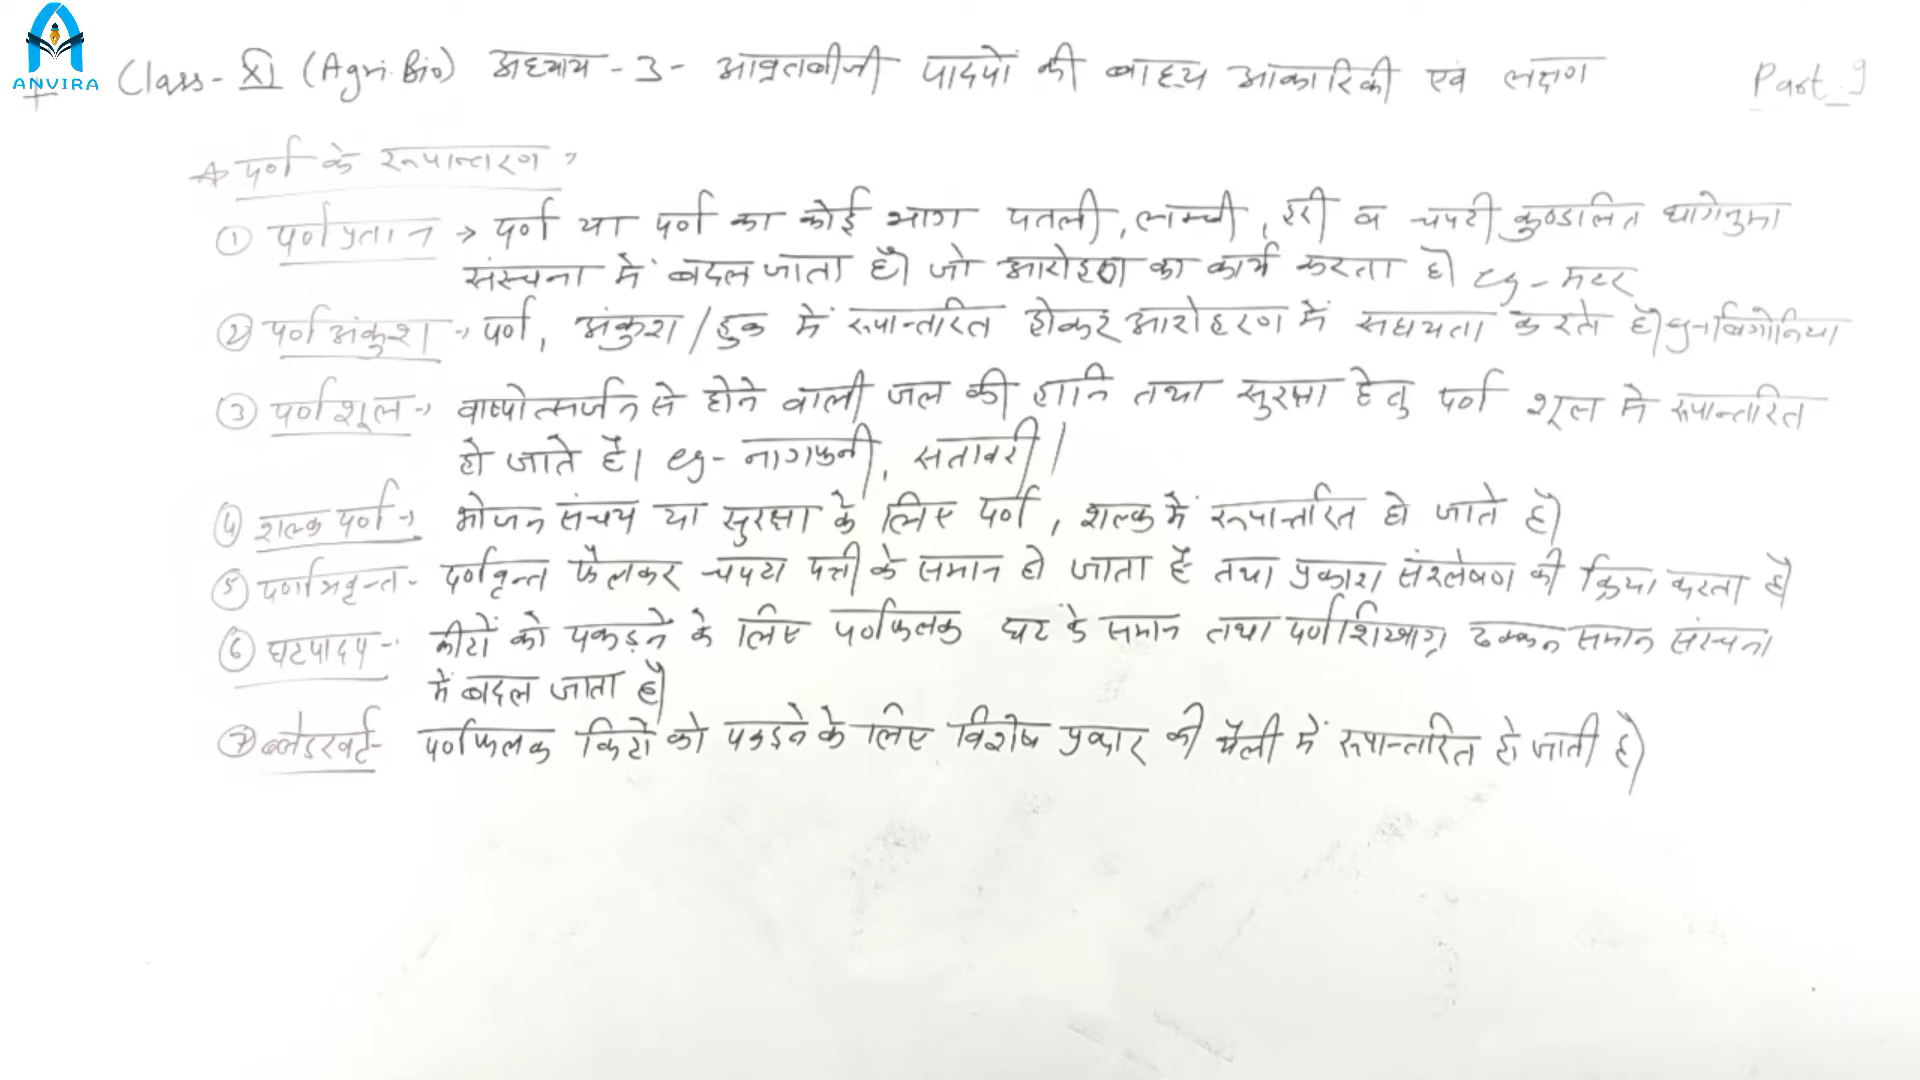 ANVIRA
Class - XI (Agri. Bio) अध्याय - 3 - आवृतबीजी पादपों की बाह्य आकारिकी एवं लक्षण Part - 9
पर्ण के रूपान्तरण →
① पर्ण प्रतान → पर्ण या पर्ण का कोई भाग पतली, लम्बी, हरी व चपटी कुण्डलित धागेनुमा
संरचना में बदल जाता है। जो आरोहण का कार्य करता है। eg - मटर
② पर्ण अंकुश → पर्ण, अंकुश / हुक में रूपान्तरित होकर आरोहरण में सहायता करते है। eg → बिगोनिया
③ पर्ण शूल → वाष्पोत्सर्जन से होने वाली जल की हानि तथा सुरक्षा हेतु पर्ण शूल मे रूपान्तरित
हो जाते है। eg - नागफनी, सतावरी।
④ शल्क पर्ण → भोजन संचय या सुरक्षा के लिए पर्ण, शल्क में रूपान्तरित हो जाते है।
⑤ पर्णाभवृन्त - पर्णवृन्त फैलकर चपटा पत्ती के समान हो जाता है तथा प्रकाश संश्लेषण की क्रिया करता है।
⑥ घटपादप - कीटों को पकड़ने के लिए पर्णफलक घट के समान तथा पर्णशिखाग्र ढक्कन समान संरचना
में बदल जाता है।
⑦ ब्लेडरवर्ट - पर्णफलक किटों को पकड़ने के लिए विशेष प्रकार की थैली में रूपान्तरित हो जाती है।